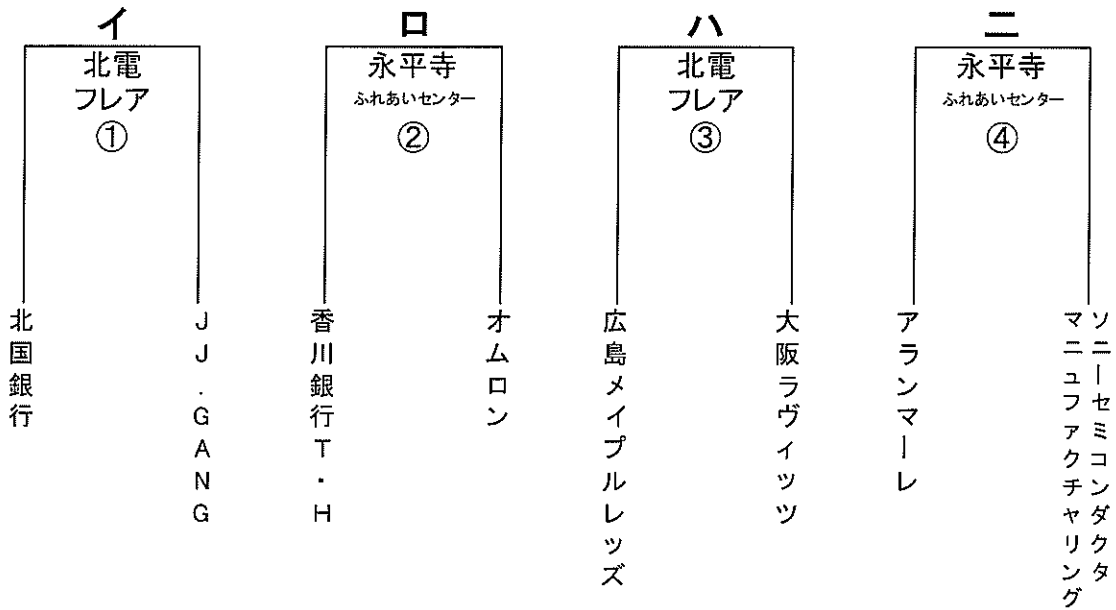 イ
北電
フレア
①
北国銀行
JJ.GANG
ロ
永平寺
ふれあいセンター
②
香川銀行T・H
オムロン
ハ
北電
フレア
③
広島メイプルレッズ
大阪ラヴィッツ
ニ
永平寺
ふれあいセンター
④
アランマーレ
ソニーセミコンダクタ
マニュファクチャリング